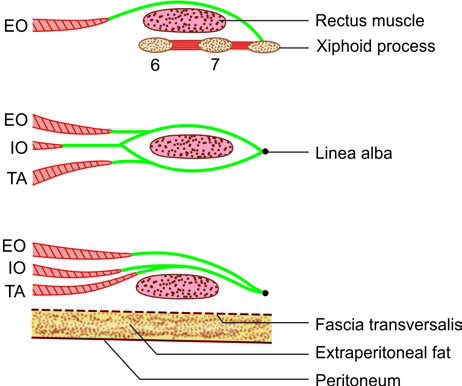 EO
Rectus muscle
Xiphoid process
6 7
EO
IO
Linea alba
TA
EO
IO
TA
Fascia transversalis
Extraperitoneal fat
Peritoneum